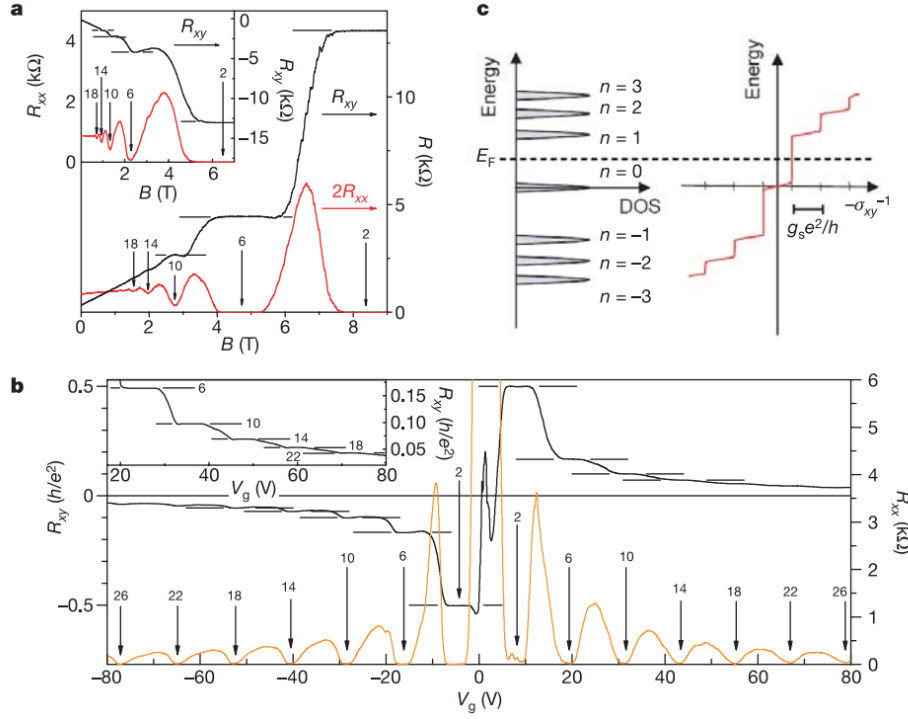 a
R_xx (kΩ)
4
2
0
R_xy
0
−5
−10
−15
R_xy (kΩ)
18
14
10
6
2
2
4
6
B (T)
R_xy
2R_xx
18
14
10
6
2
10
5
0
R (kΩ)
0
2
4
6
8
B (T)
c
Energy
E_F
n = 3
n = 2
n = 1
n = 0
DOS
n = −1
n = −2
n = −3
Energy
−σ_xy−1
g_s e²/h
b
R_xy (h/e²)
0.5
0
−0.5
6
10
14
18
22
0.15
0.10
0.05
R_xy (h/e²)
20
40
60
80
V_g (V)
2
26
22
18
14
10
6
2
6
10
14
18
22
26
6
5
4
3
2
1
0
R_xx (kΩ)
−80
−60
−40
−20
0
20
40
60
80
V_g (V)